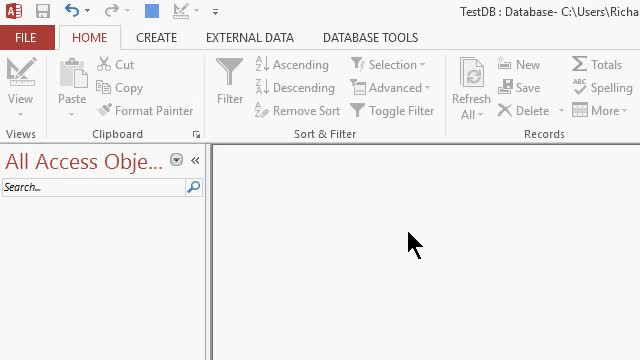 TestDB : Database- C:\Users\Richa
FILE HOME CREATE EXTERNAL DATA DATABASE TOOLS
View Paste Cut Copy Format Painter Filter Ascending Descending Remove Sort Selection Advanced Toggle Filter Refresh All New Save Delete Totals Spelling More
Views Clipboard Sort & Filter Records
All Access Obje...
Search...